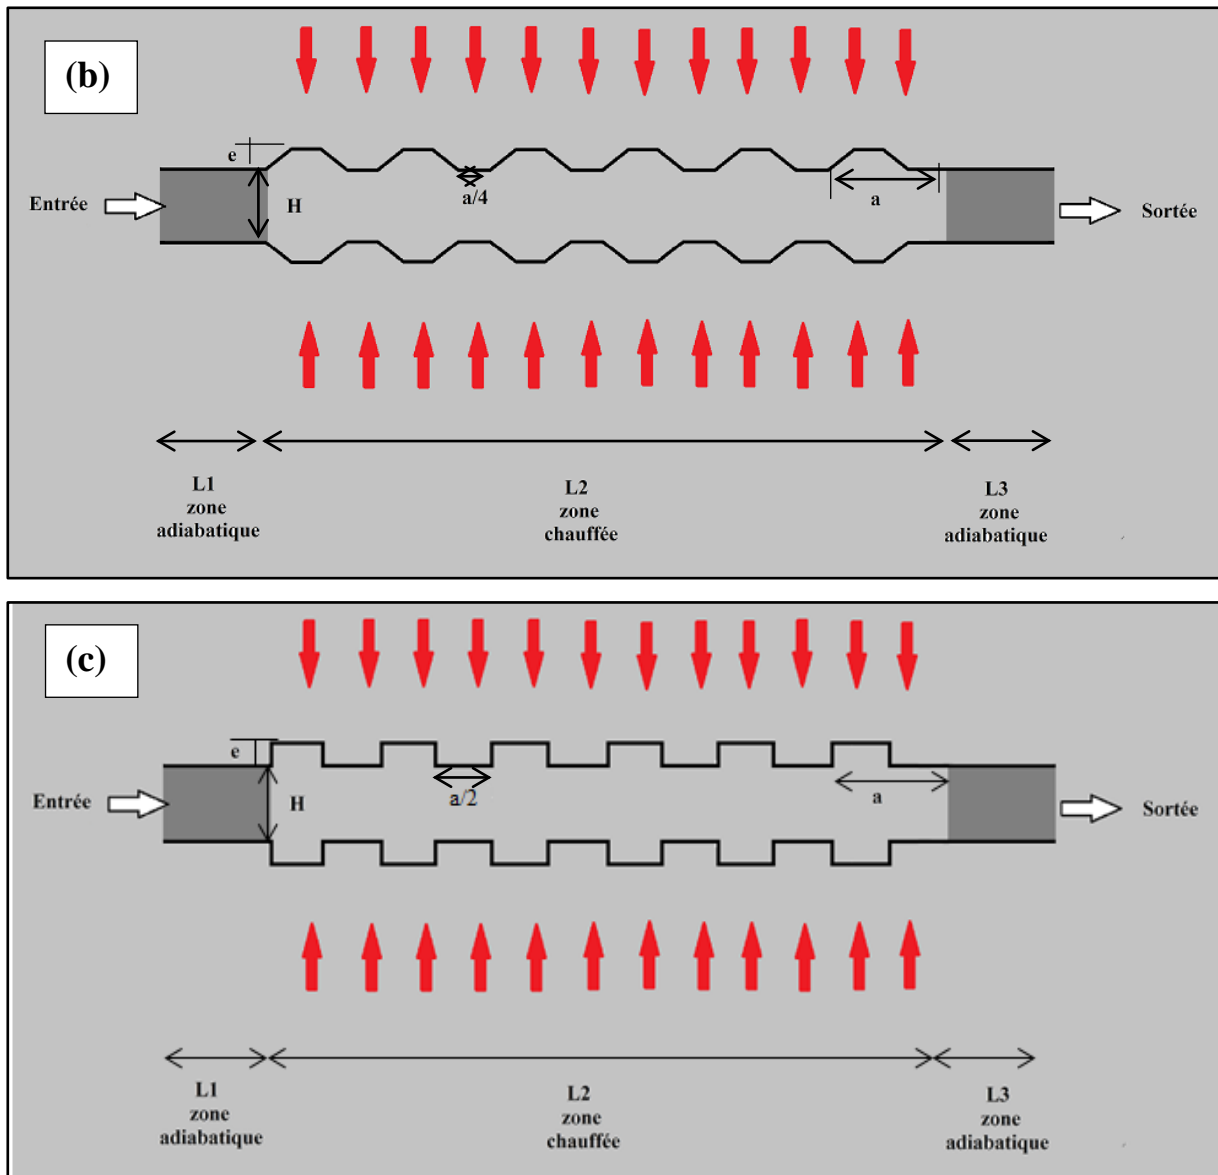 (b)
e
Entrée
H
a/4
a
Sortée
L1
zone
adiabatique
L2
zone
chauffée
L3
zone
adiabatique
(c)
e
Entrée
H
a/2
a
Sortée
L1
zone
adiabatique
L2
zone
chauffée
L3
zone
adiabatique